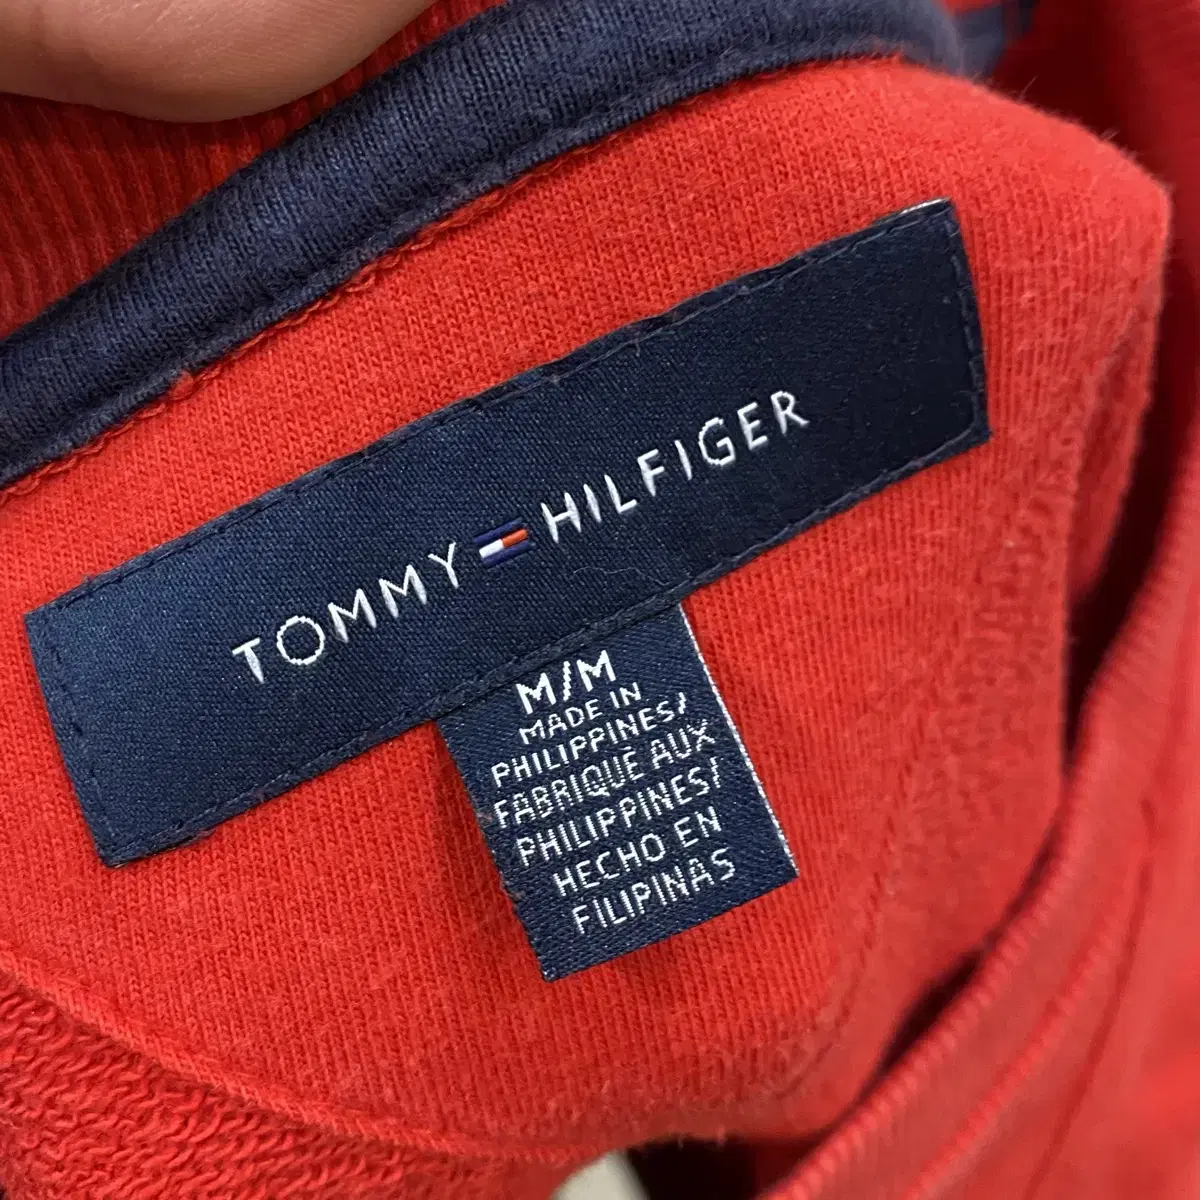 TOMMY HILFIGER
M/M
MADE IN
PHILIPPINES/
FABRIQUÉ AUX
PHILIPPINES/
HECHO EN
FILIPINAS